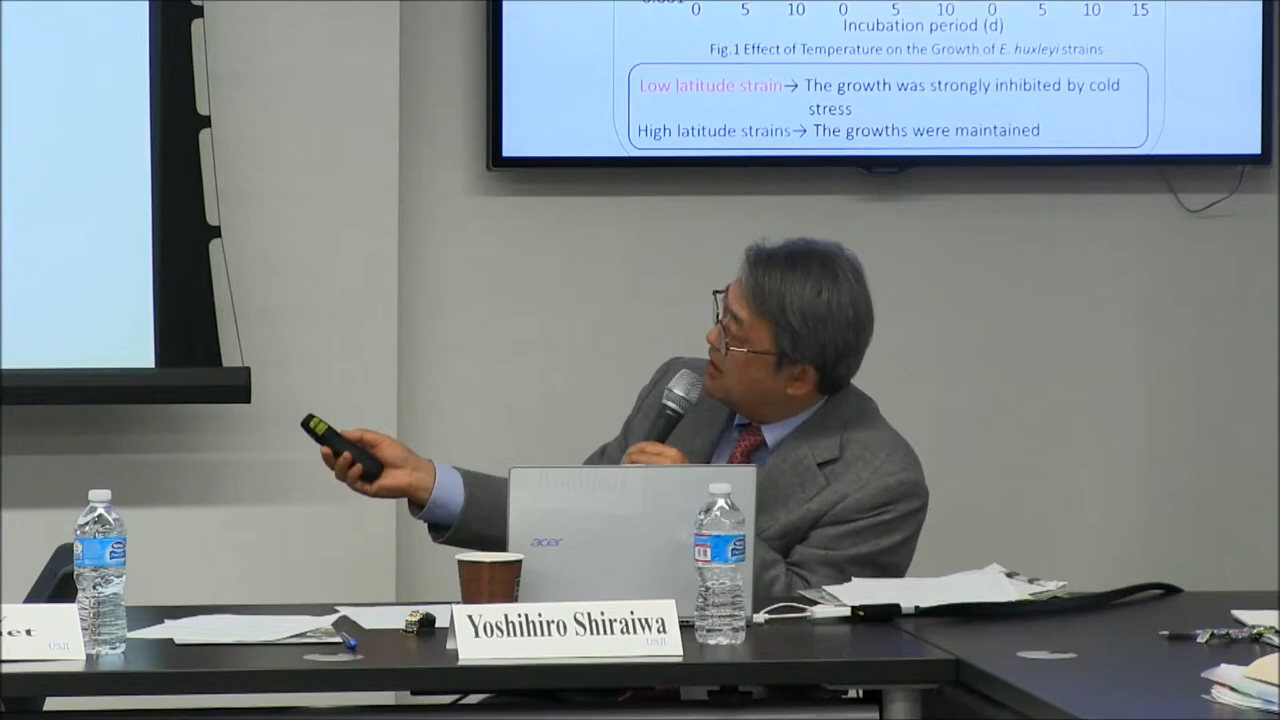 0 5 10 0 5 10 0 5 10 15
Incubation period (d)
Fig.1 Effect of Temperature on the Growth of E. huxleyi strains
Low latitude strain→ The growth was strongly inhibited by cold
stress
High latitude strains→ The growths were maintained
acer
Yoshihiro Shiraiwa
USJI
et
USJI